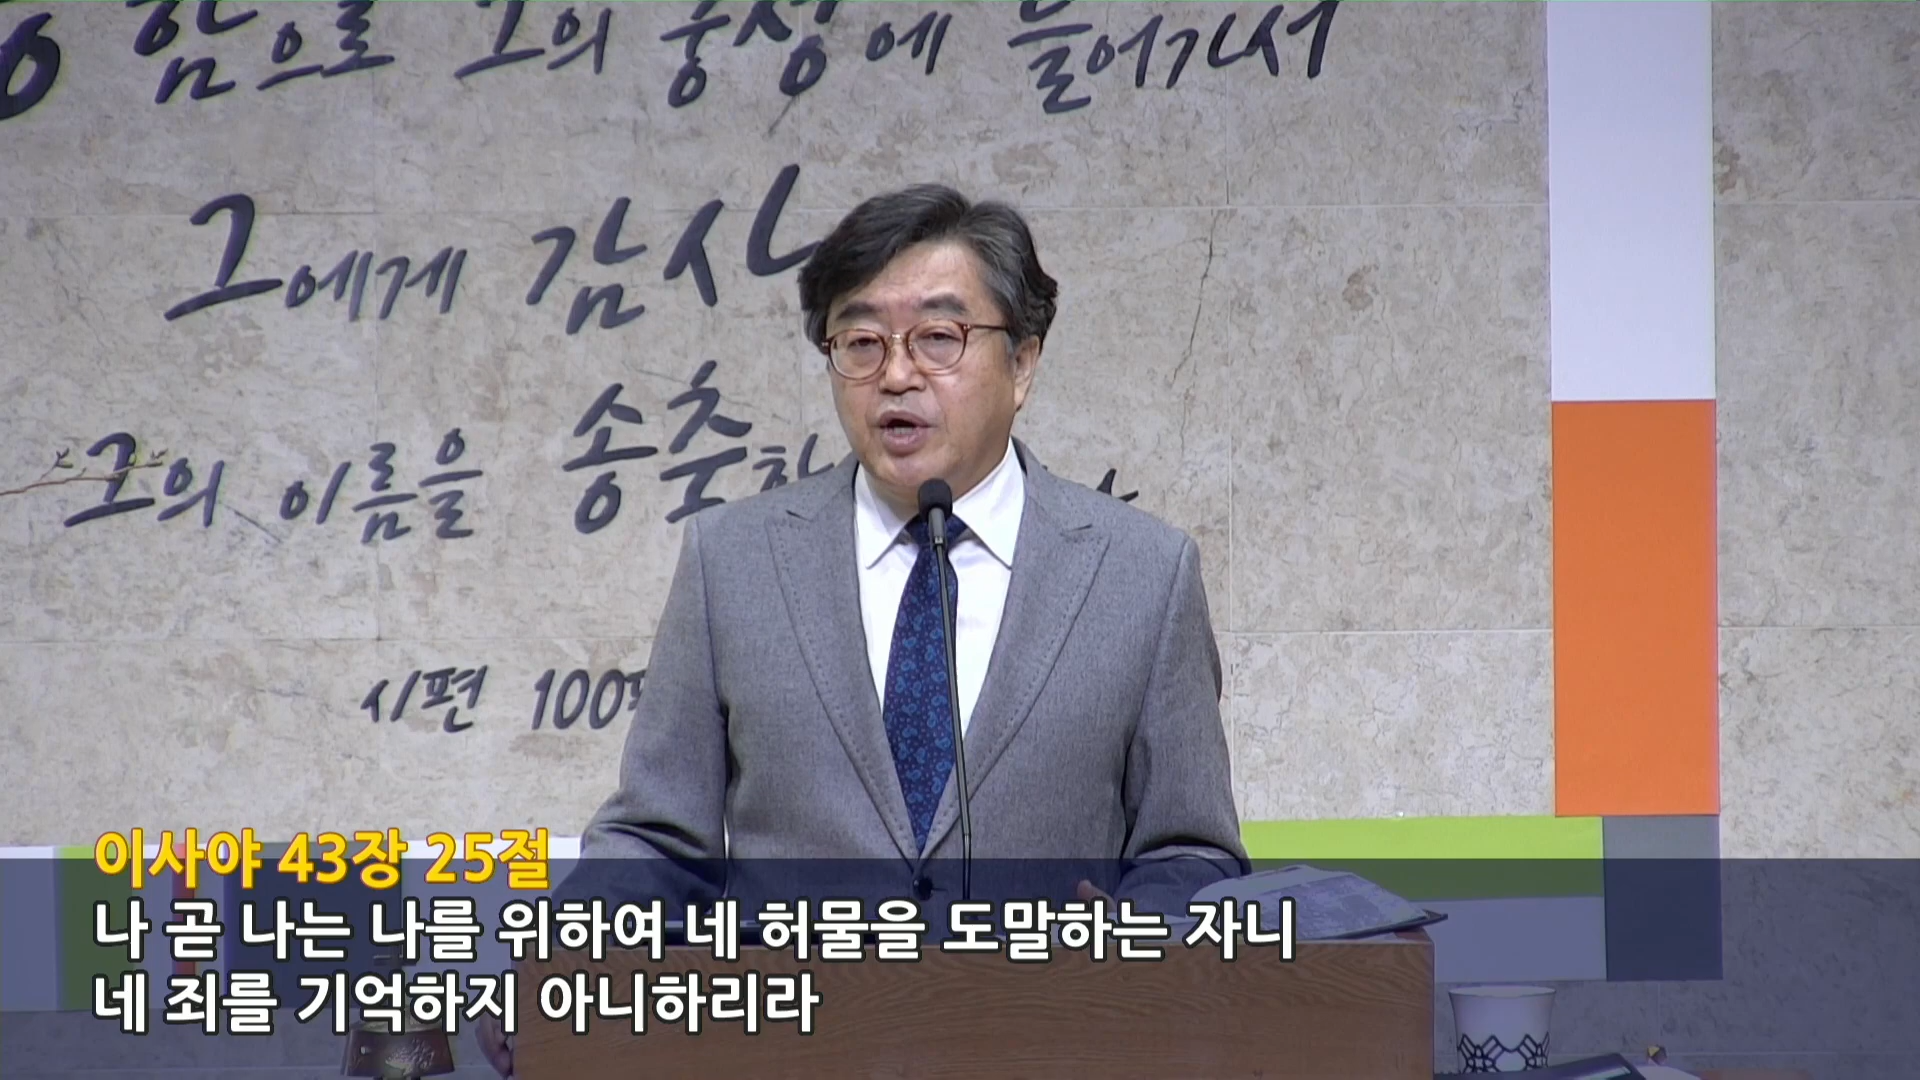 함으로 그의 궁정에 들어가서
그에게 감사
그의 이름을 송축
시편 100
이사야 43장 25절
나 곧 나는 나를 위하여 네 허물을 도말하는 자니
네 죄를 기억하지 아니하리라